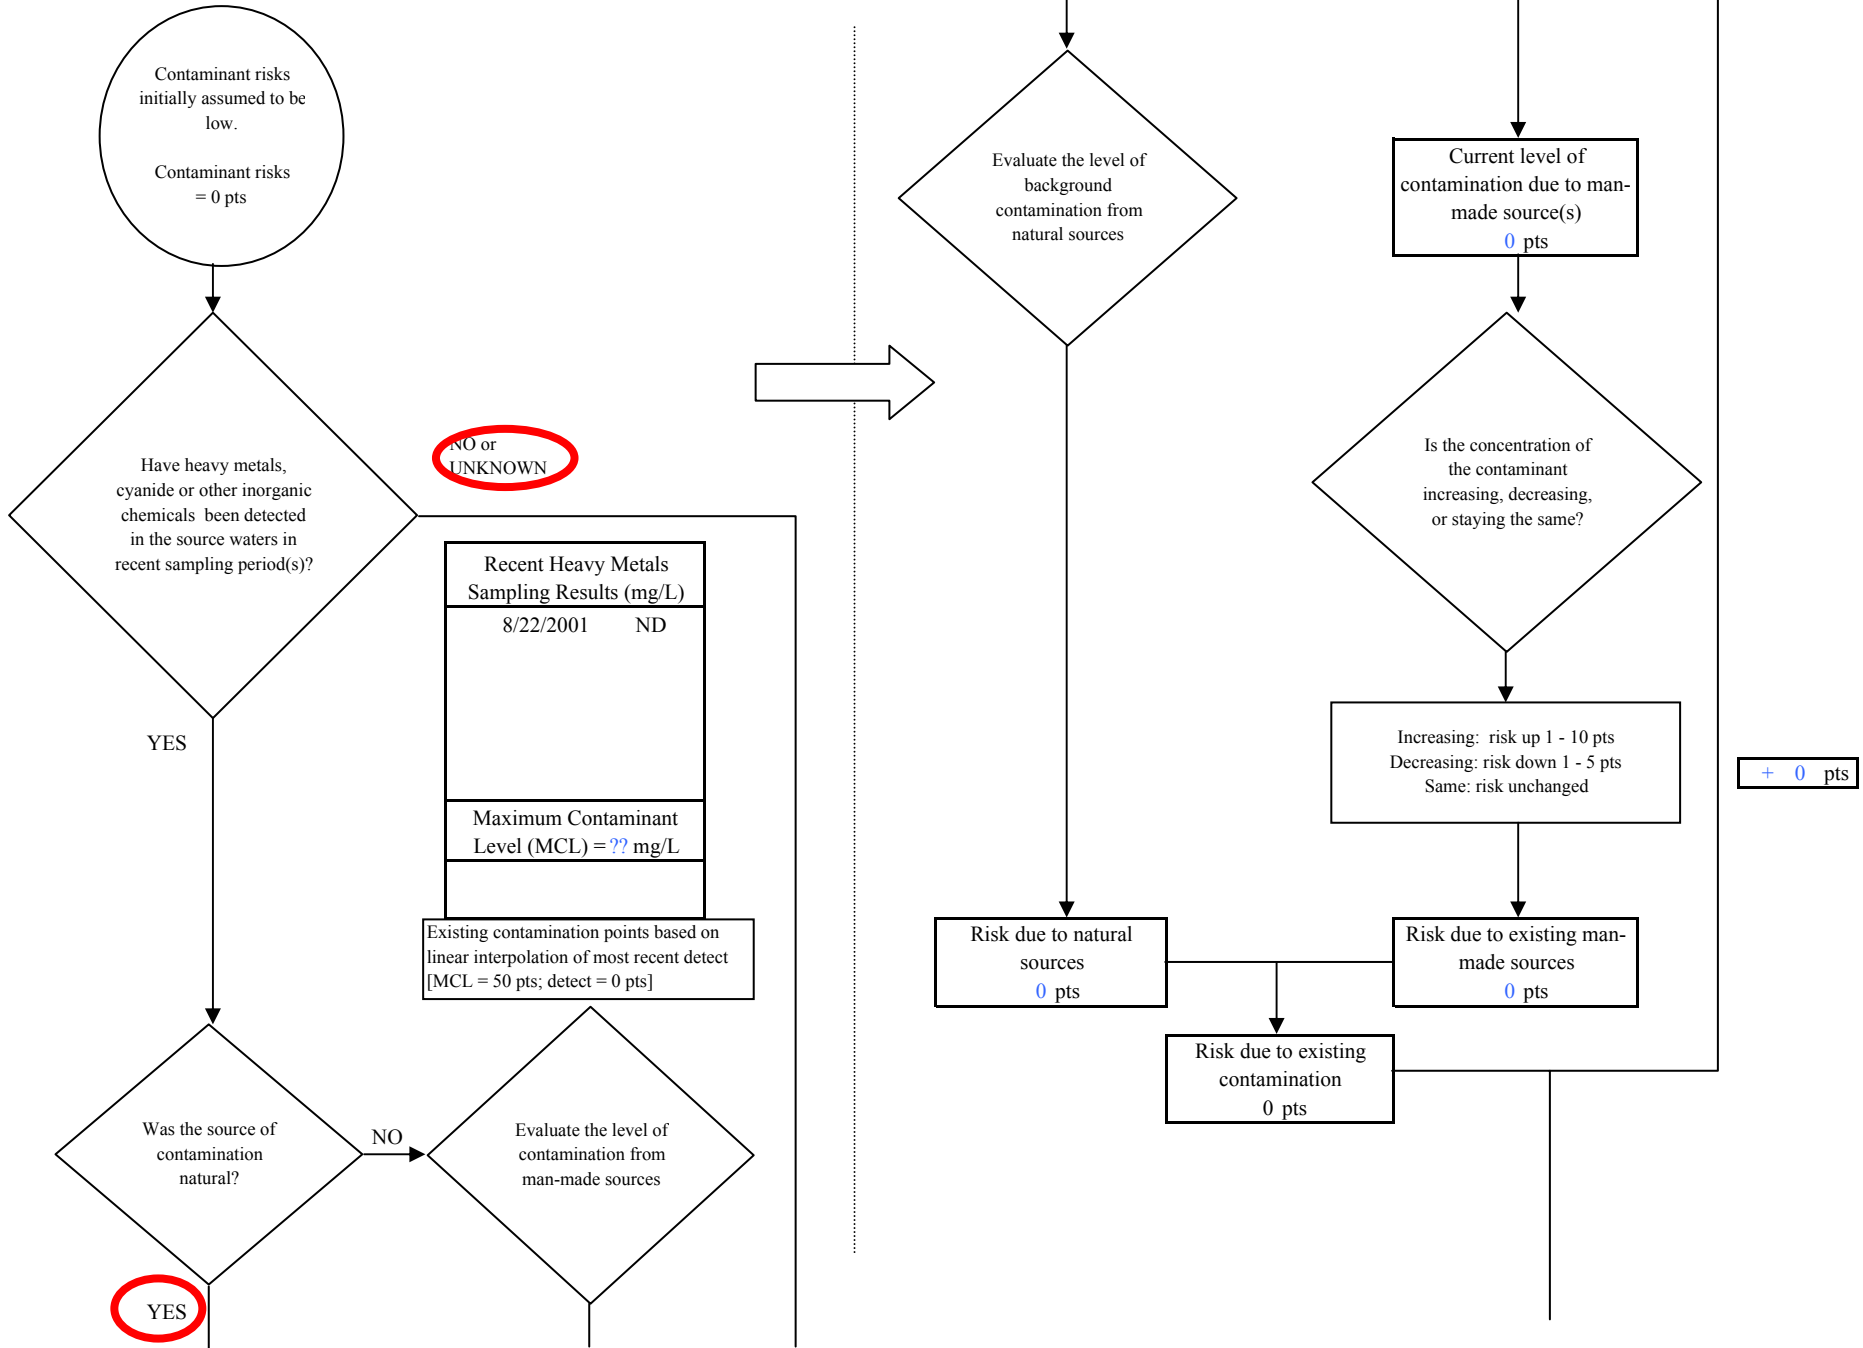 Contaminant risks
initially assumed to be
low.
Contaminant risks
= 0 pts
Have heavy metals,
cyanide or other inorganic
chemicals been detected
in the source waters in
recent sampling period(s)?
NO or
UNKNOWN
YES
Recent Heavy Metals
Sampling Results (mg/L)
8/22/2001 ND
Maximum Contaminant
Level (MCL) = ?? mg/L
Existing contamination points based on
linear interpolation of most recent detect
[MCL = 50 pts; detect = 0 pts]
Was the source of
contamination
natural?
NO
Evaluate the level of
contamination from
man-made sources
YES
Evaluate the level of
background
contamination from
natural sources
Current level of
contamination due to man-
made source(s)
0 pts
Is the concentration of
the contaminant
increasing, decreasing,
or staying the same?
Increasing: risk up 1 - 10 pts
Decreasing: risk down 1 - 5 pts
Same: risk unchanged
+ 0 pts
Risk due to natural
sources
0 pts
Risk due to existing man-
made sources
0 pts
Risk due to existing
contamination
0 pts